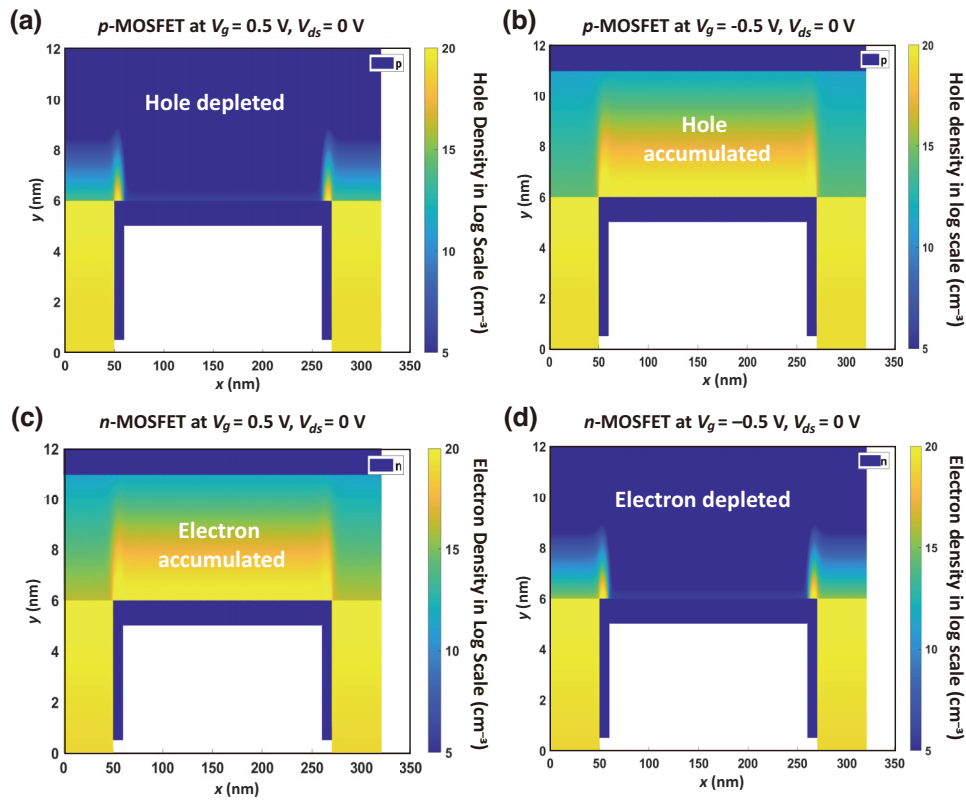 (a)
p-MOSFET at Vg = 0.5 V, Vds = 0 V
12
10
8
6
4
2
0
y (nm)
0 50 100 150 200 250 300 350
x (nm)
p
Hole depleted
20
15
10
5
Hole Density in Log Scale (cm⁻³)
(b)
p-MOSFET at Vg = -0.5 V, Vds = 0 V
12
10
8
6
4
2
0
y (nm)
0 50 100 150 200 250 300 350
x (nm)
p
Hole
accumulated
20
15
10
5
Hole density in log scale (cm⁻³)
(c)
n-MOSFET at Vg = 0.5 V, Vds = 0 V
12
10
8
6
4
2
0
y (nm)
0 50 100 150 200 250 300 350
x (nm)
n
Electron
accumulated
20
15
10
5
Electron Density in Log Scale (cm⁻³)
(d)
n-MOSFET at Vg = −0.5 V, Vds = 0 V
12
10
8
6
4
2
0
y (nm)
0 50 100 150 200 250 300 350
x (nm)
n
Electron depleted
20
15
10
5
Electron density in log scale (cm⁻³)